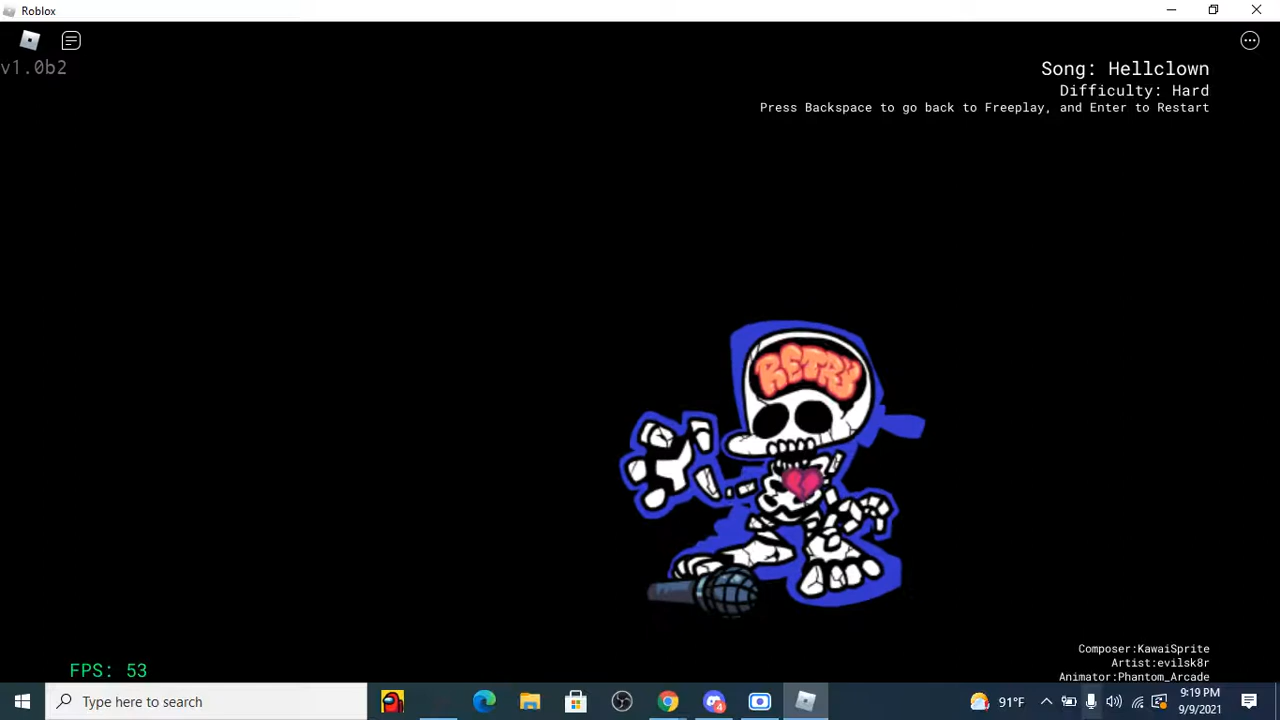 Roblox
v1.0b2
Song: Hellclown
Difficulty: Hard
Press Backspace to go back to Freeplay, and Enter to Restart
RETRY
Composer:KawaiSprite
Artist:evilsk8r
Animator:Phantom_Arcade
FPS: 53
Type here to search
4
91°F
9:19 PM
9/9/2021